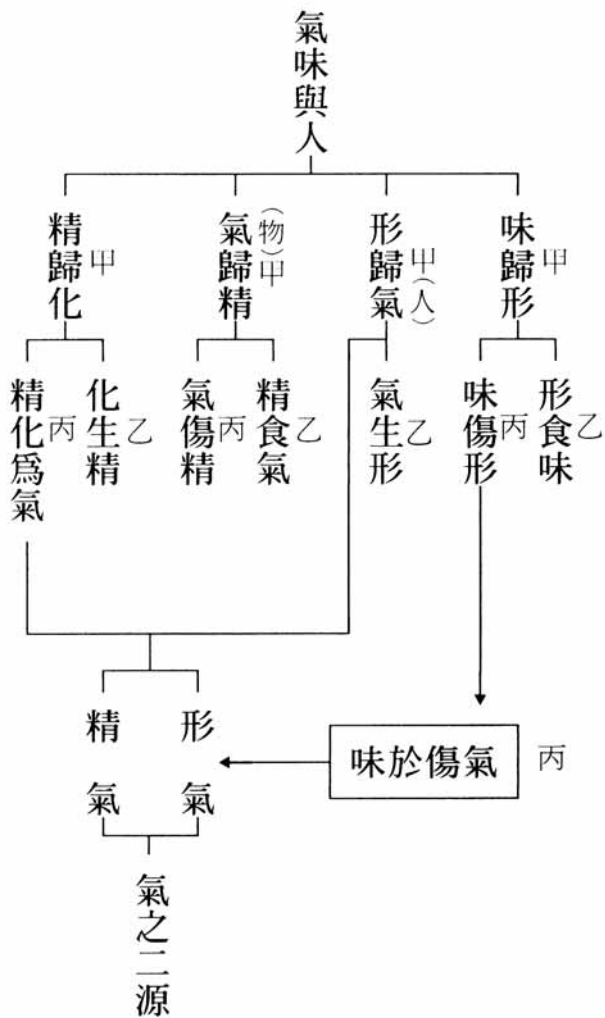 氣味與人
味歸形
甲
形歸氣
甲(人)
氣歸精
(物)甲
精歸化
甲
形食味
乙
味傷形
丙
氣生形
乙
精食氣
乙
氣傷精
丙
化生精
乙
精化爲氣
丙
丙
氣傷於味
形氣
精氣
氣之二源